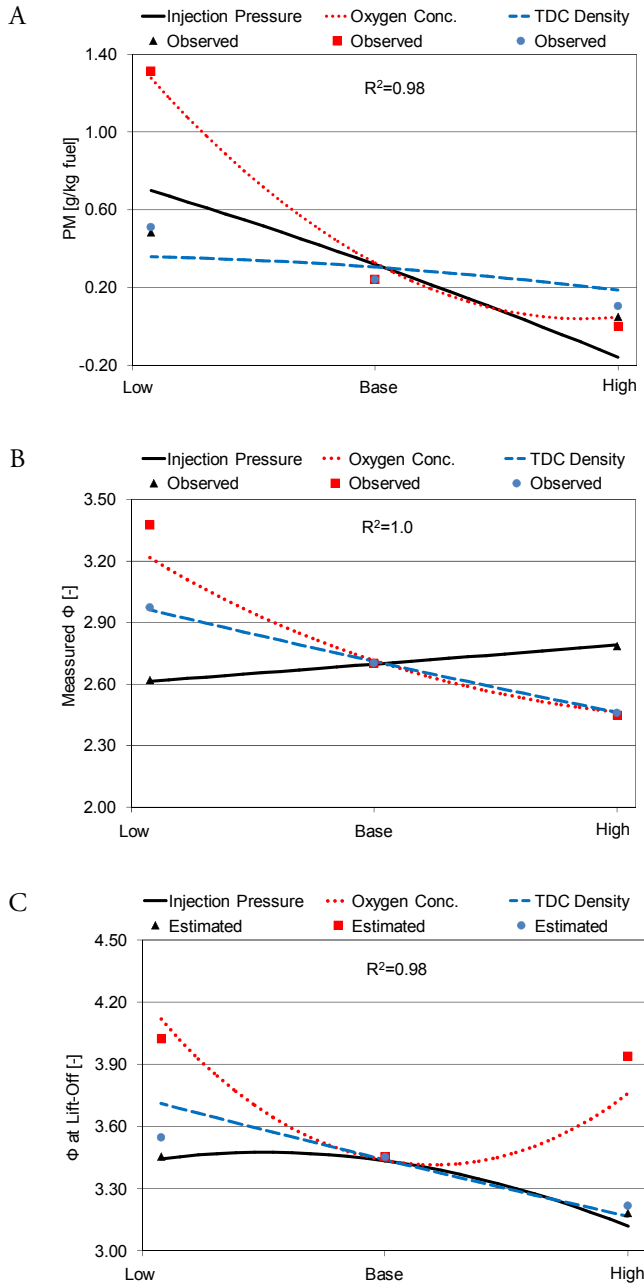 A
Injection Pressure Oxygen Conc. TDC Density
Observed Observed Observed
1.40
R²=0.98
1.00
PM [g/kg fuel]
0.60
0.20
-0.20
Low Base High
B
Injection Pressure Oxygen Conc. TDC Density
Observed Observed Observed
3.50
R²=1.0
3.20
Meassured Φ [-]
2.90
2.60
2.30
2.00
Low Base High
C
Injection Pressure Oxygen Conc. TDC Density
Estimated Estimated Estimated
4.50
R²=0.98
4.20
Φ at Lift-Off [-]
3.90
3.60
3.30
3.00
Low Base High